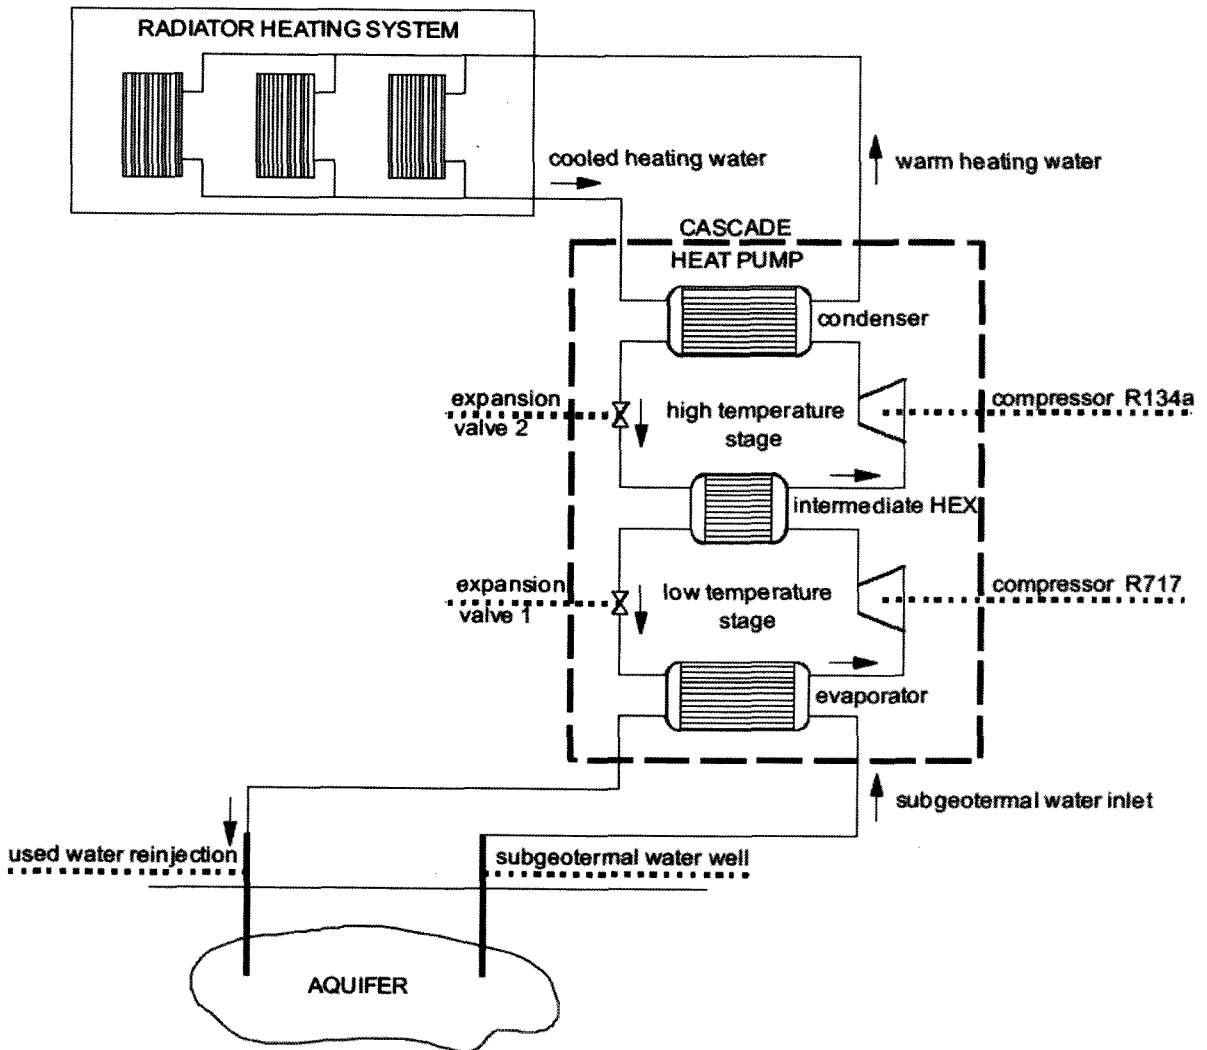 RADIATOR HEATING SYSTEM
cooled heating water
warm heating water
CASCADE
HEAT PUMP
condenser
expansion
valve 2
high temperature
stage
compressor R134a
intermediate HEX
expansion
valve 1
low temperature
stage
compressor R717
evaporator
subgeotermal water inlet
used water reinjection
subgeotermal water well
AQUIFER